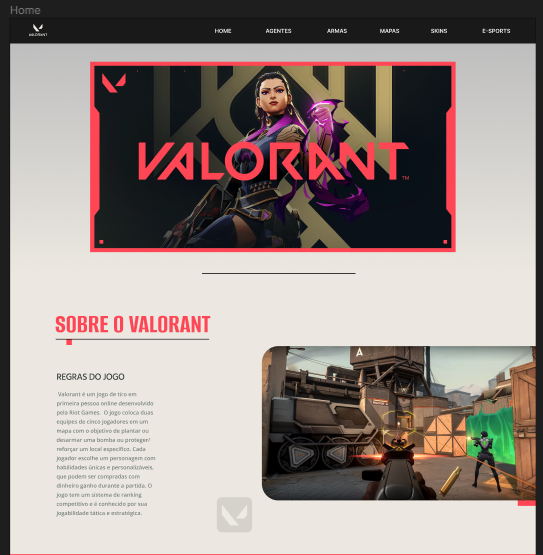 Home
VALORANT
HOME
AGENTES
ARMAS
MAPAS
SKINS
E-SPORTS
VALORANT™
SOBRE O VALORANT
REGRAS DO JOGO
Valorant é um jogo de tiro em
primeira pessoa online desenvolvido
pela Riot Games. O jogo coloca duas
equipes de cinco jogadores em um
mapa com o objetivo de plantar ou
desarmar uma bomba ou proteger/
reforçar um local específico. Cada
jogador escolhe um personagem com
habilidades únicas e personalizáveis,
que podem ser compradas com
dinheiro ganho durante a partida. O
jogo tem um sistema de ranking
competitivo e é conhecido por sua
jogabilidade tática e estratégica.
A